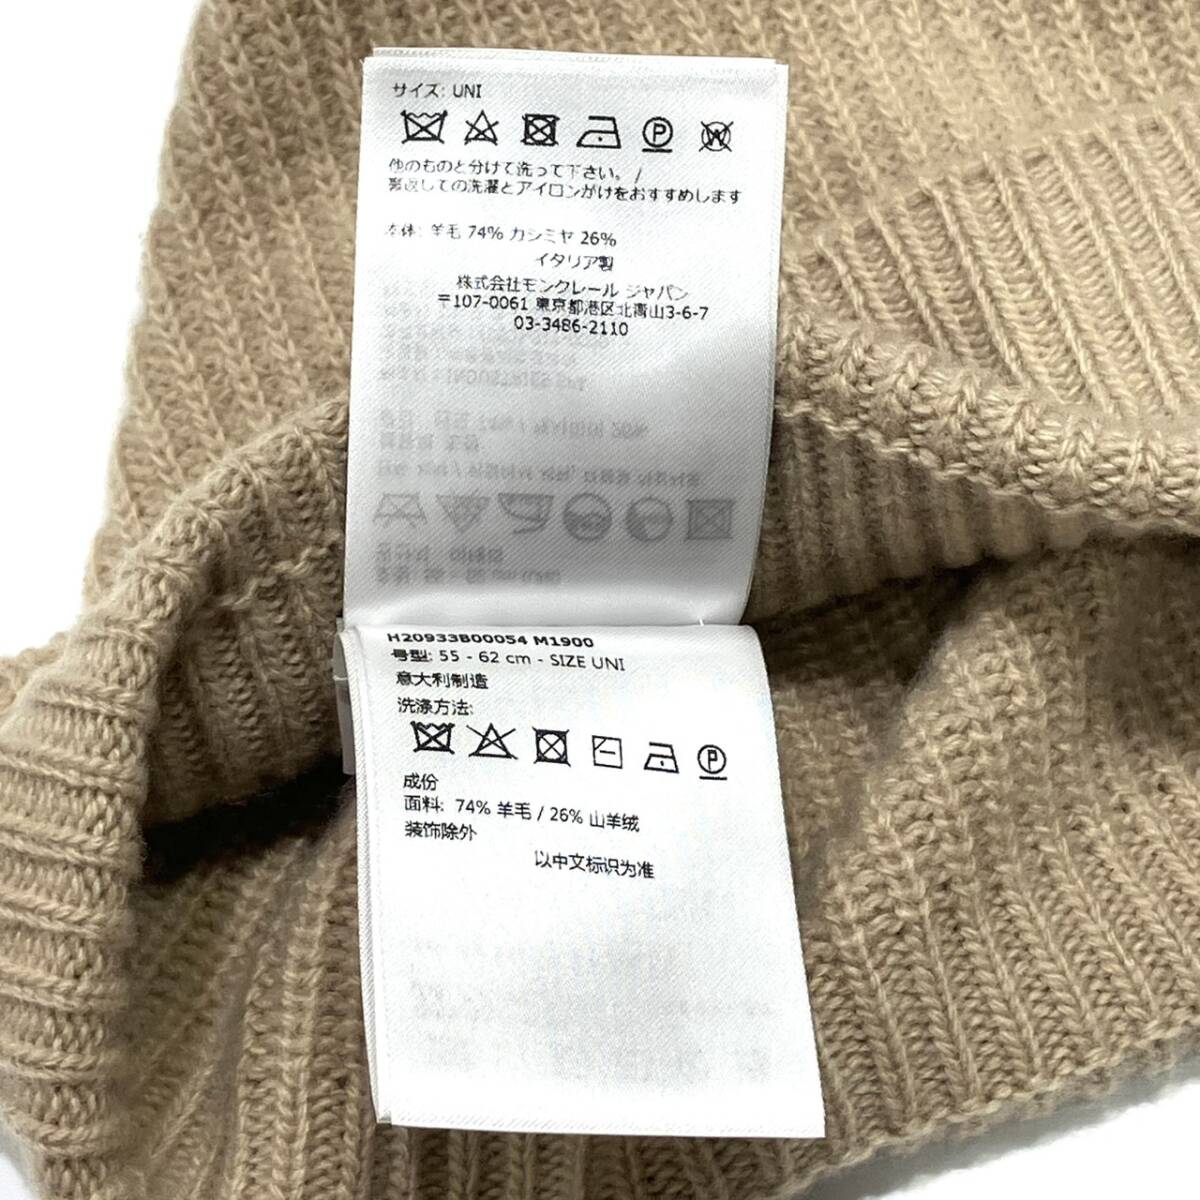 サイズ: UNI
他のものと分けて洗って下さい。 /
裏返しての洗濯とアイロンがけをおすすめします
本体: 羊毛 74% カシミヤ 26%
イタリア製
株式会社モンクレール ジャパン
〒107-0061 東京都港区北青山3-6-7
03-3486-2110
H20933B00054 M1900
号型: 55 - 62 cm - SIZE UNI
意大利制造
洗涤方法:
成份
面料: 74% 羊毛 / 26% 山羊绒
装饰除外
以中文标识为准